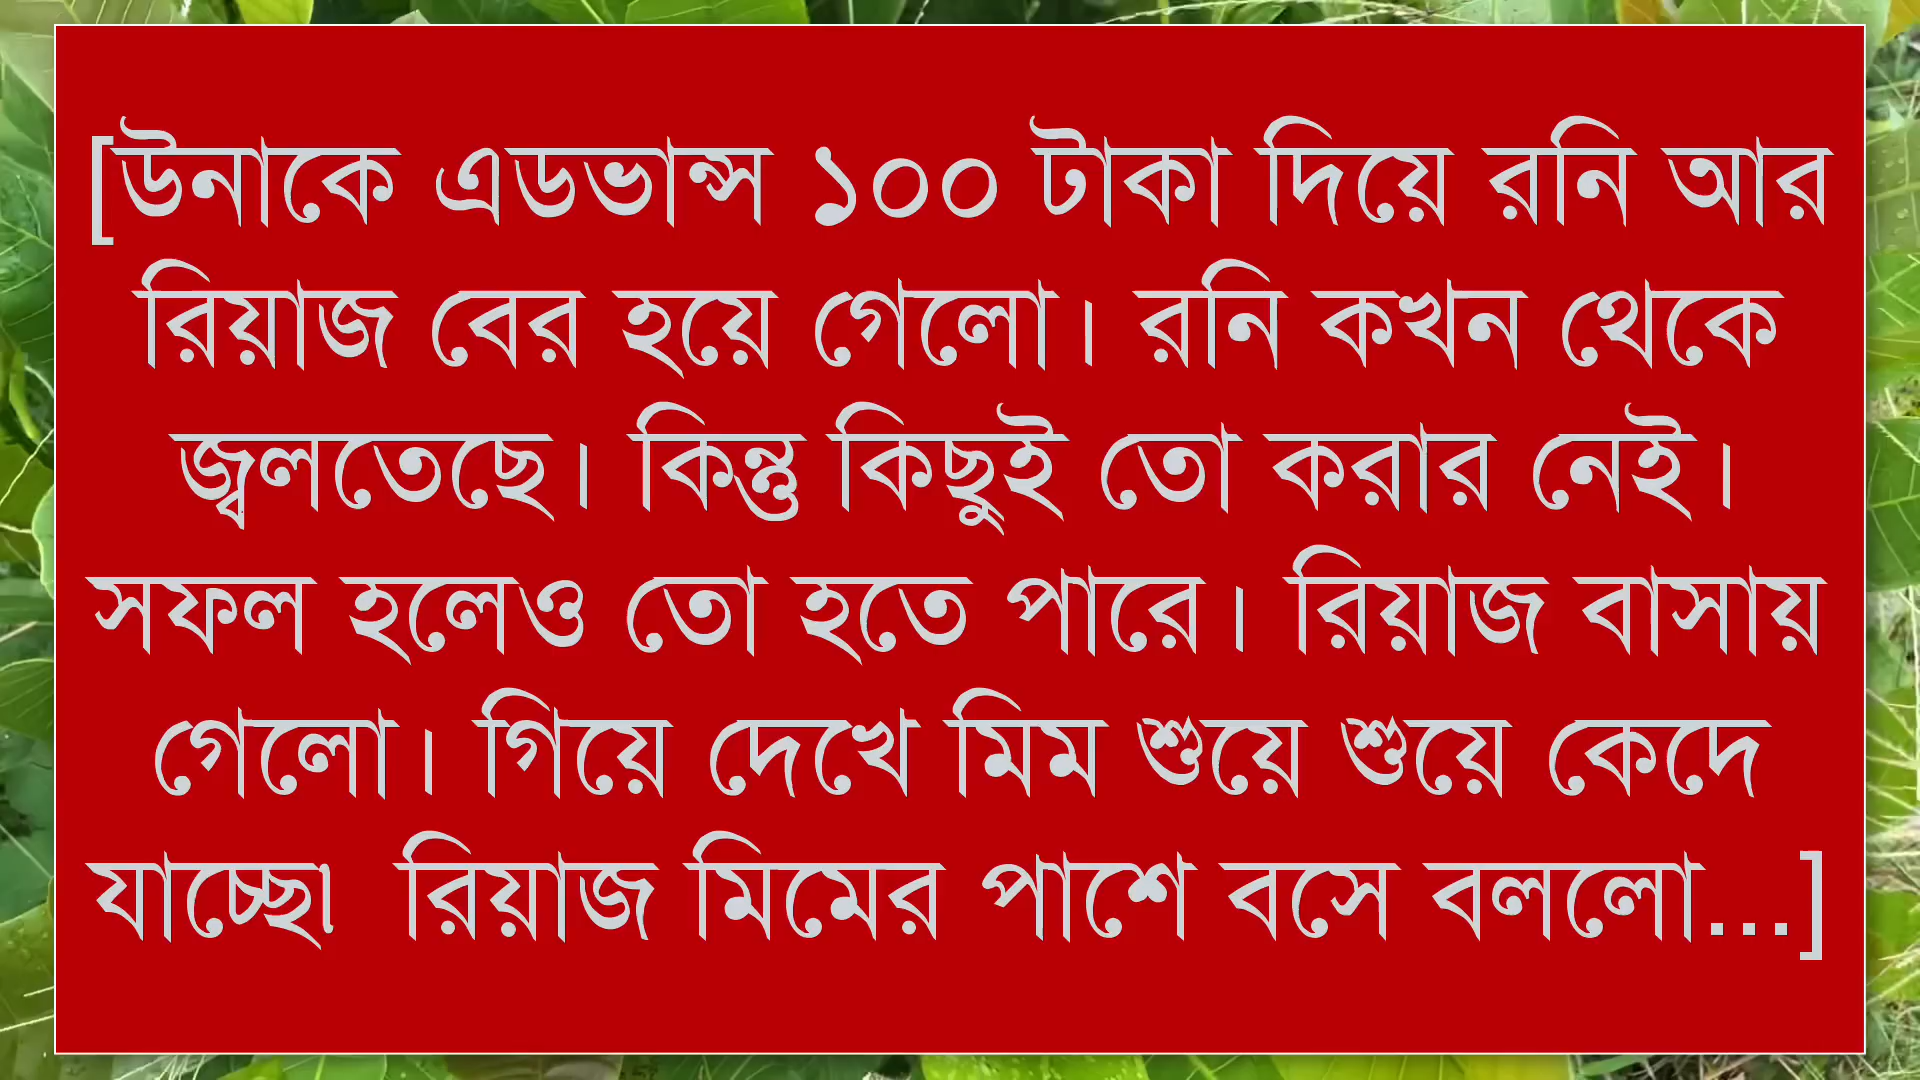 [উনাকে এডভান্স ১০০ টাকা দিয়ে রনি আর
রিয়াজ বের হয়ে গেলো। রনি কখন থেকে
জ্বলতেছে। কিন্তু কিছুই তো করার নেই।
সফল হলেও তো হতে পারে। রিয়াজ বাসায়
গেলো। গিয়ে দেখে মিম শুয়ে শুয়ে কেদে
যাচ্ছে৷  রিয়াজ মিমের পাশে বসে বললো...]